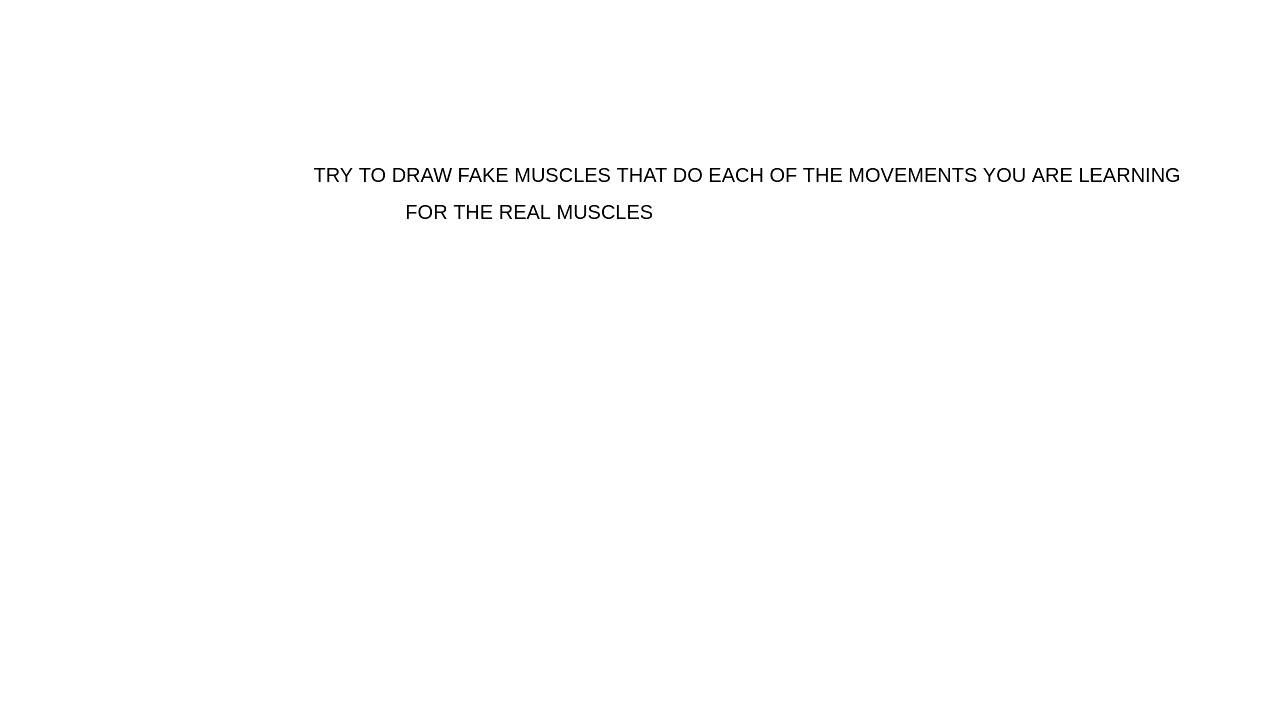 TRY TO DRAW FAKE MUSCLES THAT DO EACH OF THE MOVEMENTS YOU ARE LEARNING
FOR THE REAL MUSCLES